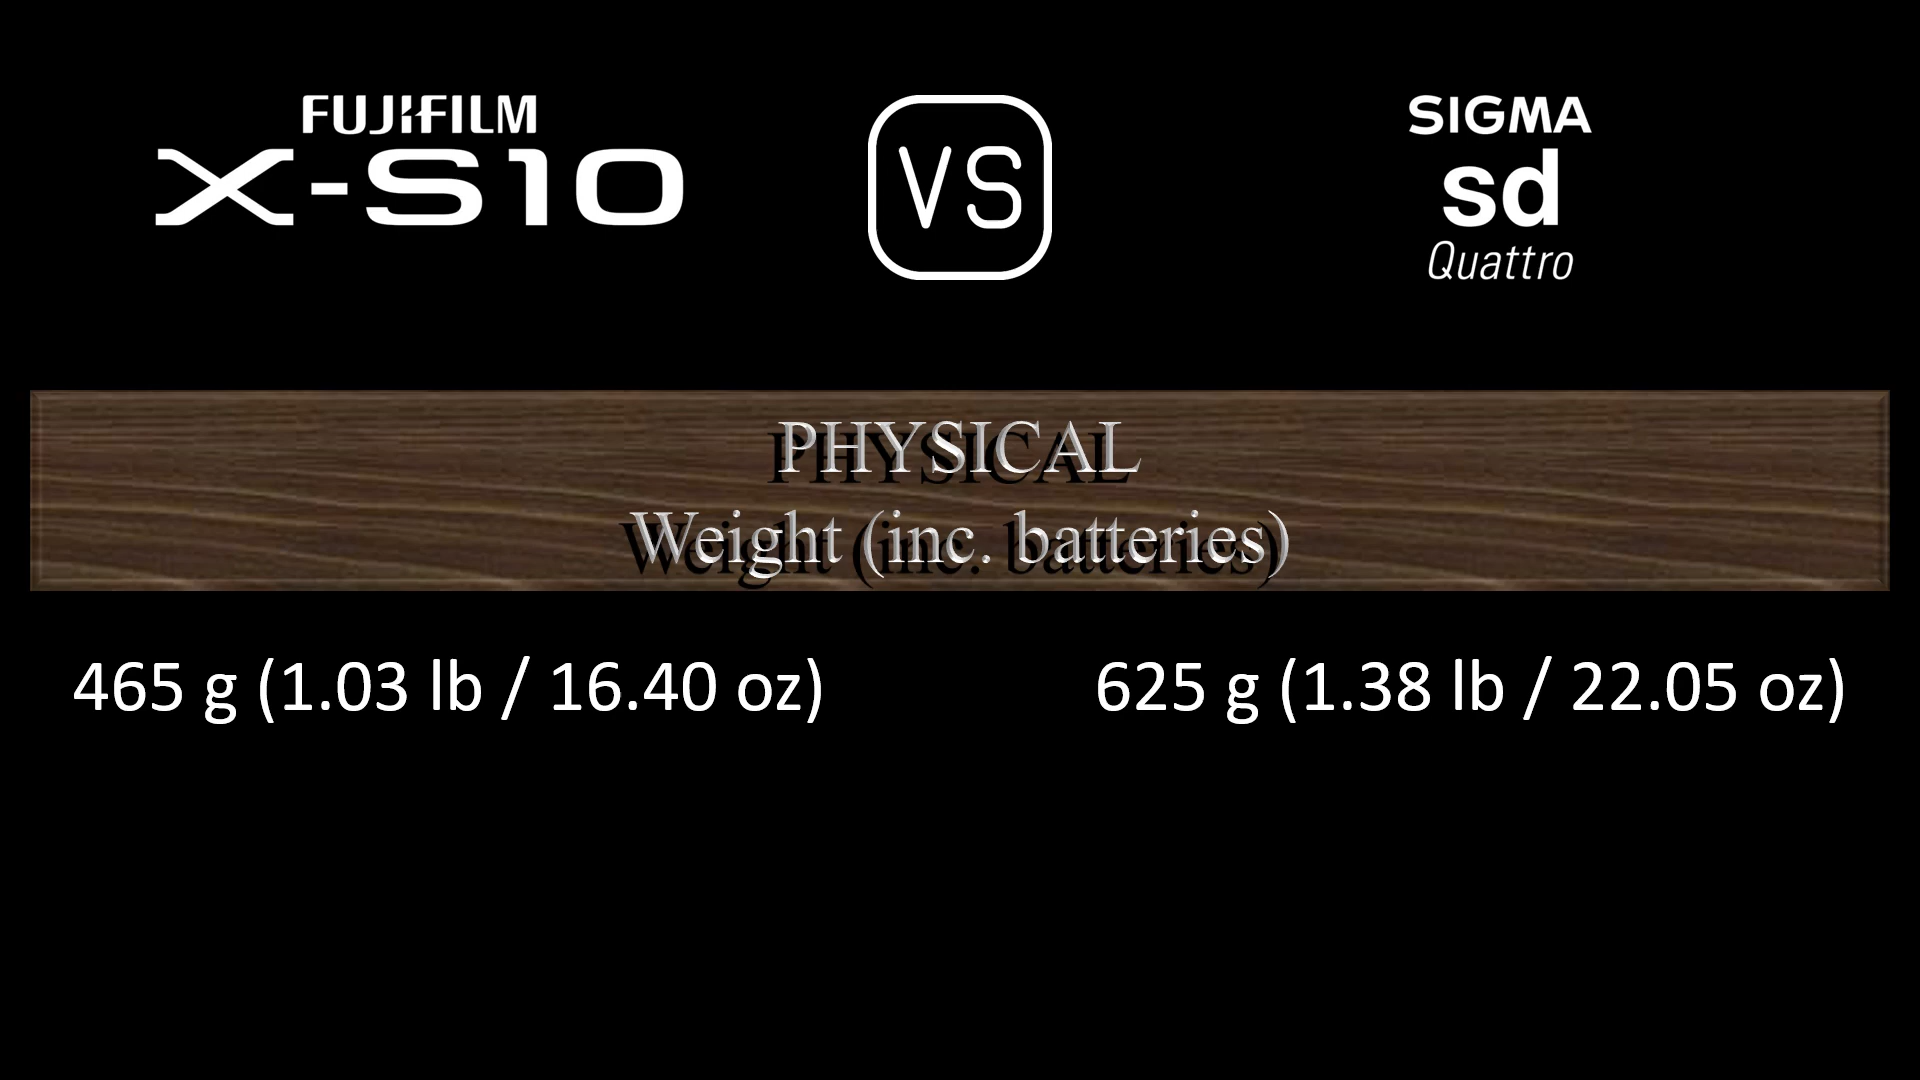 FUJIFILM
X-S10
VS
SIGMA
sd
Quattro
PHYSICAL
Weight (inc. batteries)
465 g (1.03 lb / 16.40 oz)
625 g (1.38 lb / 22.05 oz)